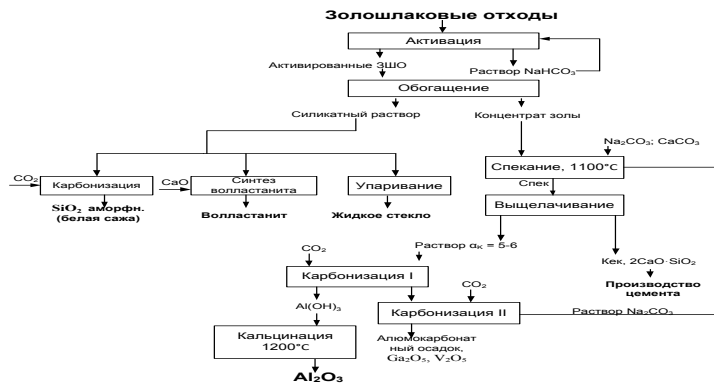 Золошлаковые отходы
Активация
Активированные ЗШО
Раствор NaHCO₃
Обогащение
Силикатный раствор
Концентрат золы
Na₂CO₃; CaCO₃
CO₂
Карбонизация
CaO
Синтез
волластанита
Упаривание
Спекание, 1100°С
Спек
SiO₂ аморфн.
(белая сажа)
Волластанит
Жидкое стекло
Выщелачивание
CO₂
Раствор αк = 5-6
Кек, 2CaO·SiO₂
Карбонизация I
CO₂
Производство
цемента
Al(OH)₃
Карбонизация II
Раствор Na₂CO₃
Кальцинация
1200°С
Алюмокарбонат
ный осадок,
Ga₂O₅, V₂O₅
Al₂O₃